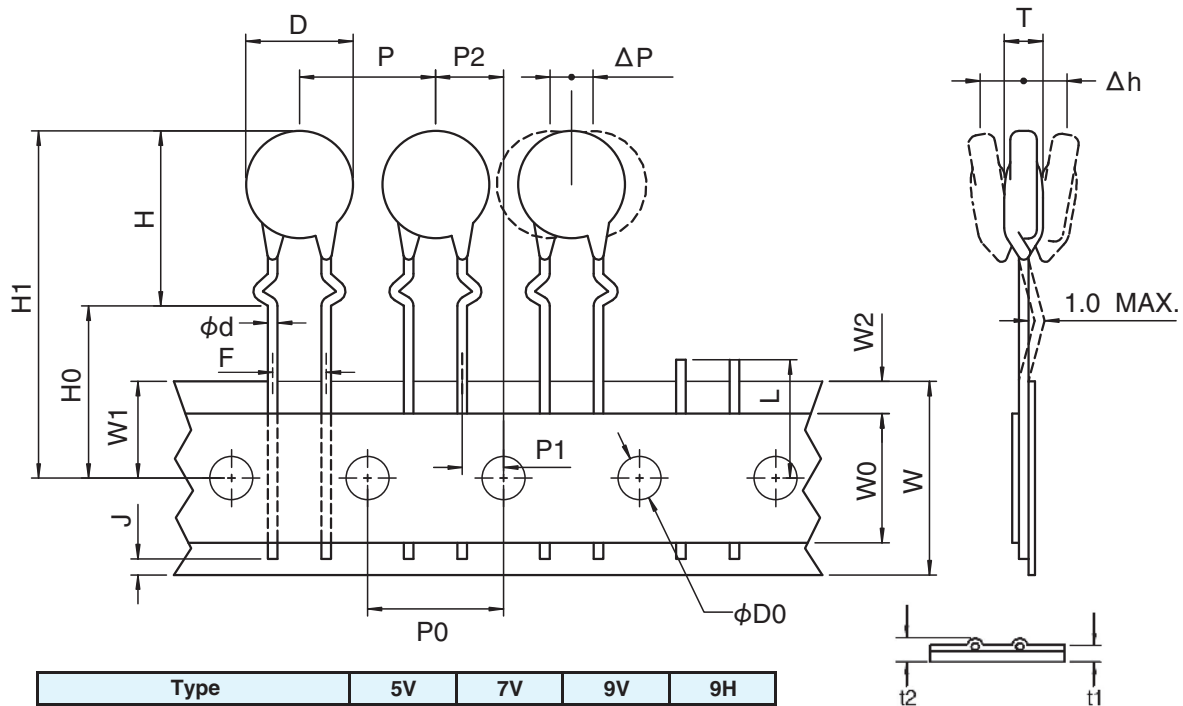 D
P
P2
ΔP
T
Δh
H1
H
H0
W1
J
ϕd
F
P1
L
W2
W0
W
1.0 MAX.
P0
ϕD0
t2
t1
Type 5V 7V 9V 9H